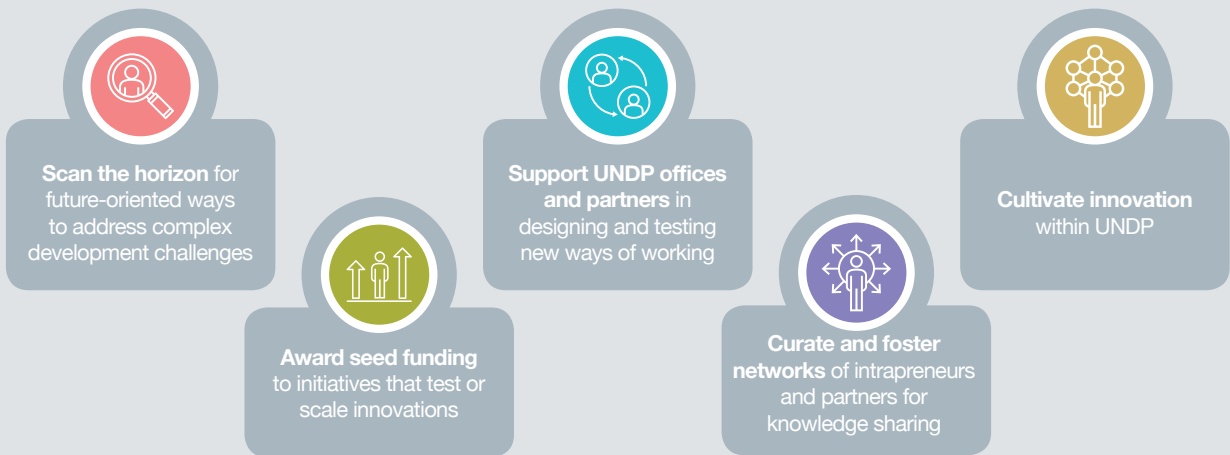 Scan the horizon for
future-oriented ways
to address complex
development challenges
Award seed funding
to initiatives that test or
scale innovations
Support UNDP offices
and partners in
designing and testing
new ways of working
Curate and foster
networks of intrapreneurs
and partners for
knowledge sharing
Cultivate innovation
within UNDP